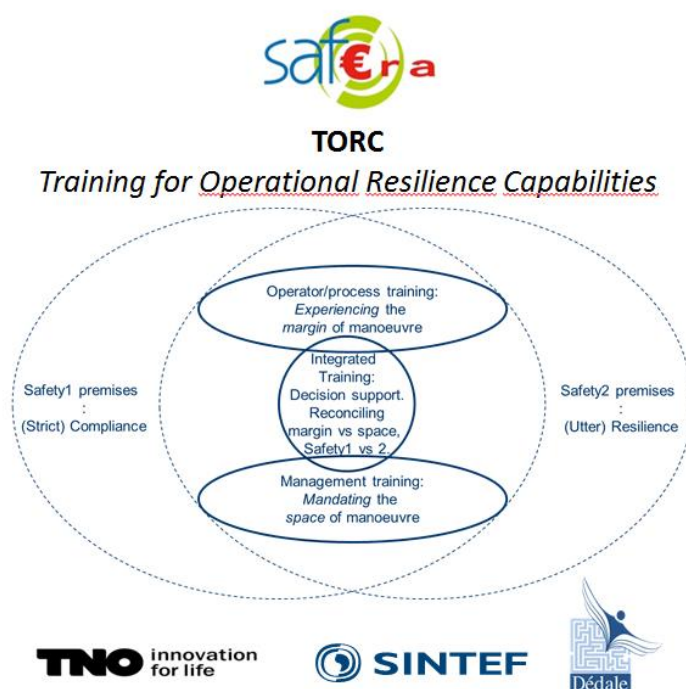 saf€ra
TORC
Training for Operational Resilience Capabilities
Operator/process training:
Experiencing the
margin of manoeuvre
Integrated
Training:
Decision support.
Reconciling
margin vs space,
Safety1 vs 2.
Safety1 premises
:
(Strict) Compliance
Safety2 premises
:
(Utter) Resilience
Management training:
Mandating the
space of manoeuvre
TNO innovation
for life
SINTEF
Dédale